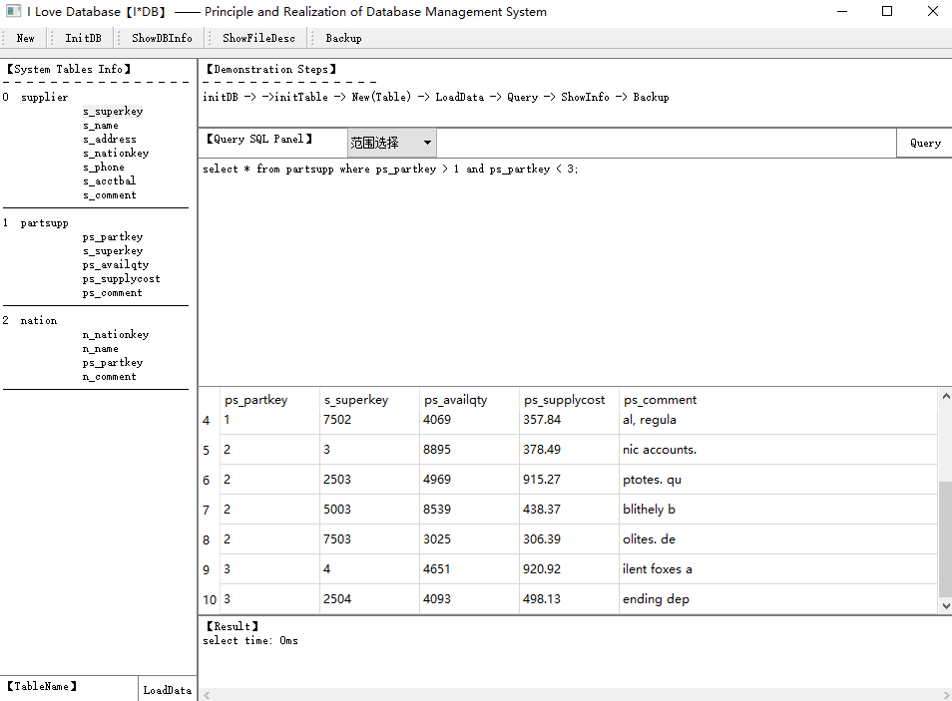 I Love Database【I*DB】 —— Principle and Realization of Database Management System
New InitDB ShowDBInfo ShowFileDesc Backup
【System Tables Info】
0 supplier
s_superkey
s_name
s_address
s_nationkey
s_phone
s_acctbal
s_comment
1 partsupp
ps_partkey
s_superkey
ps_availqty
ps_supplycost
ps_comment
2 nation
n_nationkey
n_name
ps_partkey
n_comment
【TableName】 LoadData
【Demonstration Steps】
initDB -> ->initTable -> New(Table) -> LoadData -> Query -> ShowInfo -> Backup
【Query SQL Panel】 范围选择 Query
select * from partsupp where ps_partkey > 1 and ps_partkey < 3;
ps_partkey s_superkey ps_availqty ps_supplycost ps_comment
4 1 7502 4069 357.84 al, regula
5 2 3 8895 378.49 nic accounts.
6 2 2503 4969 915.27 ptotes. qu
7 2 5003 8539 438.37 blithely b
8 2 7503 3025 306.39 olites. de
9 3 4 4651 920.92 ilent foxes a
10 3 2504 4093 498.13 ending dep
【Result】
select time: 0ms